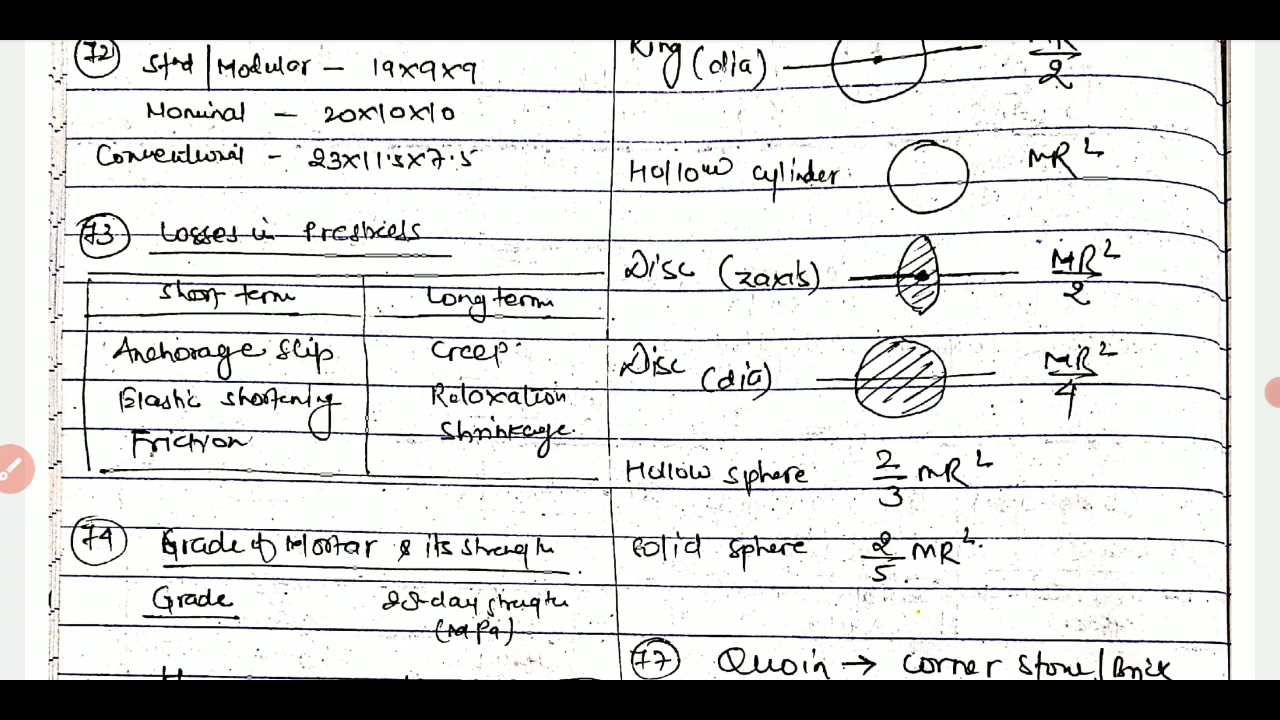 72
Std/Modular - 19x9x9
Nominal - 20x10x10
Conventional - 23x11.5x7.5
73 Losses in Prestress
Short term Long term
Anchorage slip Creep
Elastic shortening Relaxation
Friction Shrinkage.
74 Grade of Mortar & its strength
Grade 28-day strength
(MPa)
Ring (dia) MR²/2
Hollow cylinder MR²
Disc (z axis) MR²/2
Disc (dia) MR²/4
Hollow sphere 2/3 MR²
Solid sphere 2/5 MR².
77 Quoin → corner stone/Brick